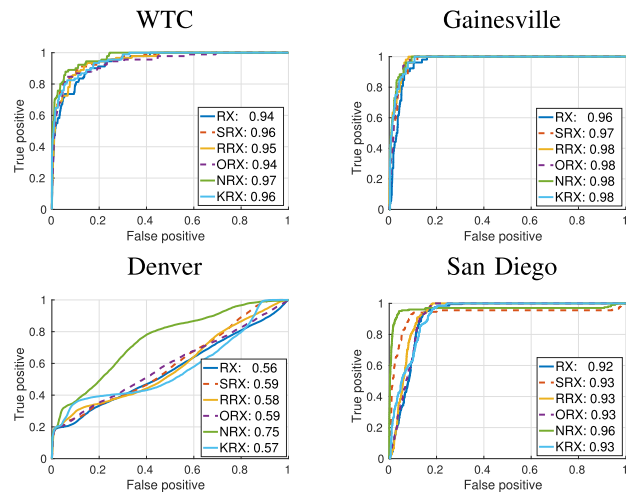 WTC
Gainesville
1
0.8
0.6
0.4
0.2
0
True positive
RX: 0.94
SRX: 0.96
RRX: 0.95
ORX: 0.94
NRX: 0.97
KRX: 0.96
0
0.2
0.4
0.6
0.8
1
False positive
1
0.8
0.6
0.4
0.2
0
True positive
RX: 0.96
SRX: 0.97
RRX: 0.98
ORX: 0.98
NRX: 0.98
KRX: 0.98
0
0.2
0.4
0.6
0.8
1
False positive
Denver
San Diego
1
0.8
0.6
0.4
0.2
0
True positive
RX: 0.56
SRX: 0.59
RRX: 0.58
ORX: 0.59
NRX: 0.75
KRX: 0.57
0
0.2
0.4
0.6
0.8
1
False positive
1
0.8
0.6
0.4
0.2
0
True positive
RX: 0.92
SRX: 0.93
RRX: 0.93
ORX: 0.93
NRX: 0.96
KRX: 0.93
0
0.2
0.4
0.6
0.8
1
False positive